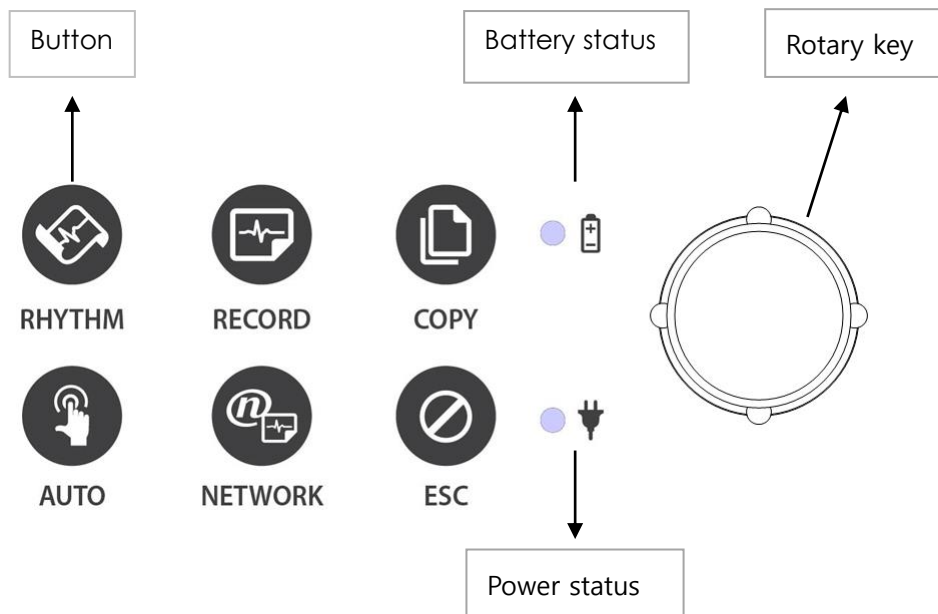 Button
Battery status
Rotary key
RHYTHM
RECORD
COPY
AUTO
NETWORK
ESC
Power status